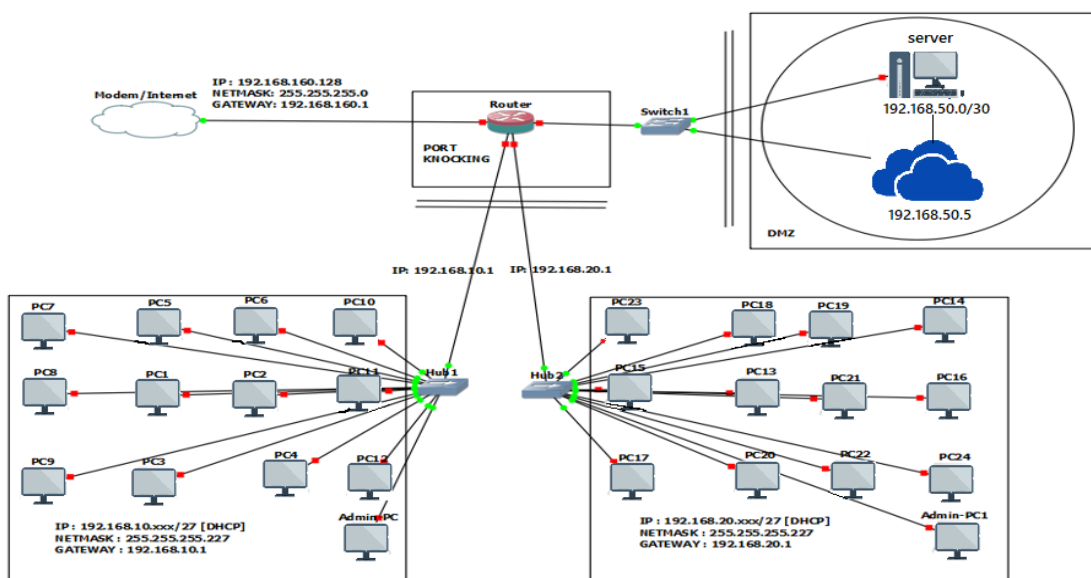 server
IP : 192.168.160.128
NETMASK: 255.255.255.0
GATEWAY: 192.168.160.1
Modem/Internet
Router
Switch1
192.168.50.0/30
PORT
KNOCKING
192.168.50.5
DMZ
IP: 192.168.10.1
IP: 192.168.20.1
PC7
PC5
PC6
PC10
PC23
PC18
PC19
PC14
PC8
PC1
PC2
PC11
Hub1
Hub2
PC15
PC13
PC21
PC16
PC9
PC3
PC4
PC12
PC17
PC20
PC22
PC24
Admin-PC
Admin-PC1
IP : 192.168.10.xxx/27 [DHCP]
NETMASK : 255.255.255.227
GATEWAY : 192.168.10.1
IP : 192.168.20.xxx/27 [DHCP]
NETMASK : 255.255.255.227
GATEWAY : 192.168.20.1